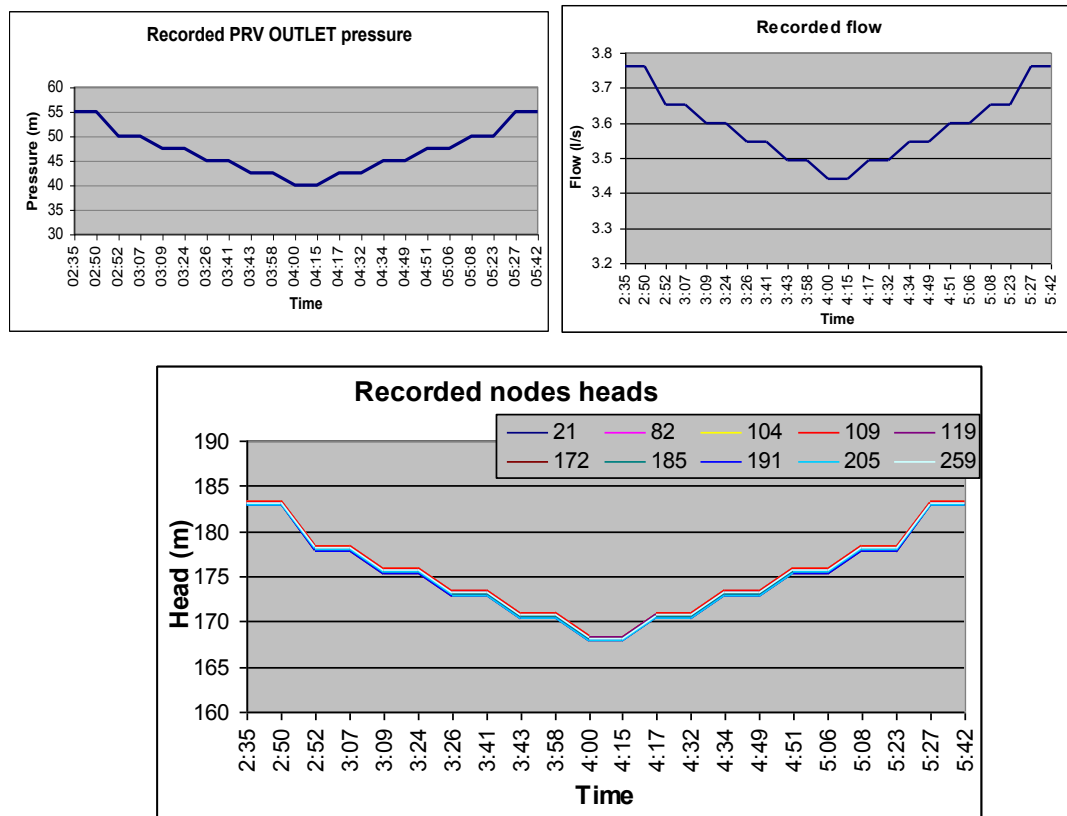 Recorded PRV OUTLET pressure
Pressure (m)
60
55
50
45
40
35
30
02:35 02:50 02:52 03:07 03:09 03:24 03:26 03:41 03:43 03:58 04:00 04:15 04:17 04:32 04:34 04:49 04:51 05:06 05:08 05:23 05:27 05:42
Time
Recorded flow
Flow (l/s)
3.8
3.7
3.6
3.5
3.4
3.3
3.2
2:35 2:50 2:52 3:07 3:09 3:24 3:26 3:41 3:43 3:58 4:00 4:15 4:17 4:32 4:34 4:49 4:51 5:06 5:08 5:23 5:27 5:42
Time
Recorded nodes heads
21 82 104 109 119
172 185 191 205 259
Head (m)
190
185
180
175
170
165
160
2:35 2:50 2:52 3:07 3:09 3:24 3:26 3:41 3:43 3:58 4:00 4:15 4:17 4:32 4:34 4:49 4:51 5:06 5:08 5:23 5:27 5:42
Time